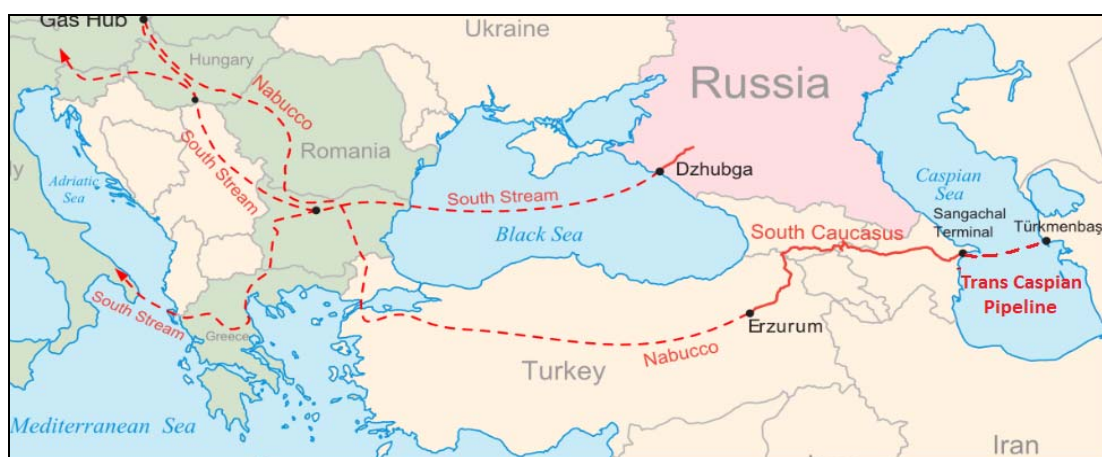 Gas Hub
Ukraine
Hungary
Russia
Nabucco
South Stream
Romania
Dzhubga
Caspian
Sea
Adriatic
Sea
South Stream
Sangachal
Terminal
Türkmenbaş
Black Sea
South Caucasus
Trans Caspian
Pipeline
South Stream
Greece
Erzurum
Nabucco
Turkey
Mediterranean Sea
Iran